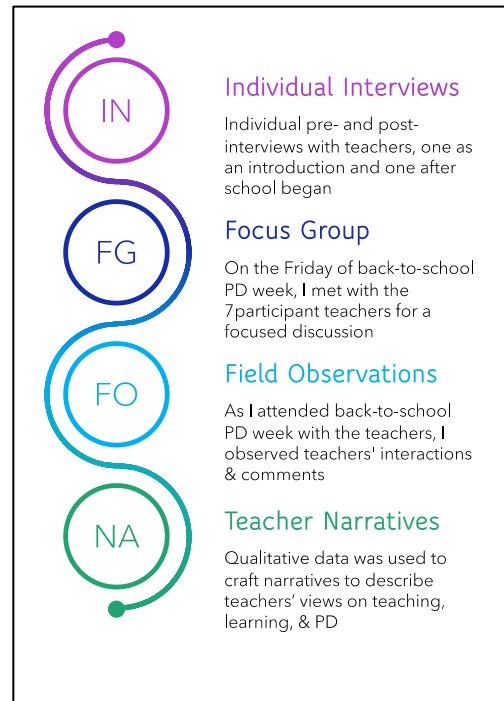 IN
Individual Interviews
Individual pre- and post-
interviews with teachers, one as
an introduction and one after
school began
FG
Focus Group
On the Friday of back-to-school
PD week, I met with the
7participant teachers for a
focused discussion
FO
Field Observations
As I attended back-to-school
PD week with the teachers, I
observed teachers' interactions
& comments
NA
Teacher Narratives
Qualitative data was used to
craft narratives to describe
teachers’ views on teaching,
learning, & PD